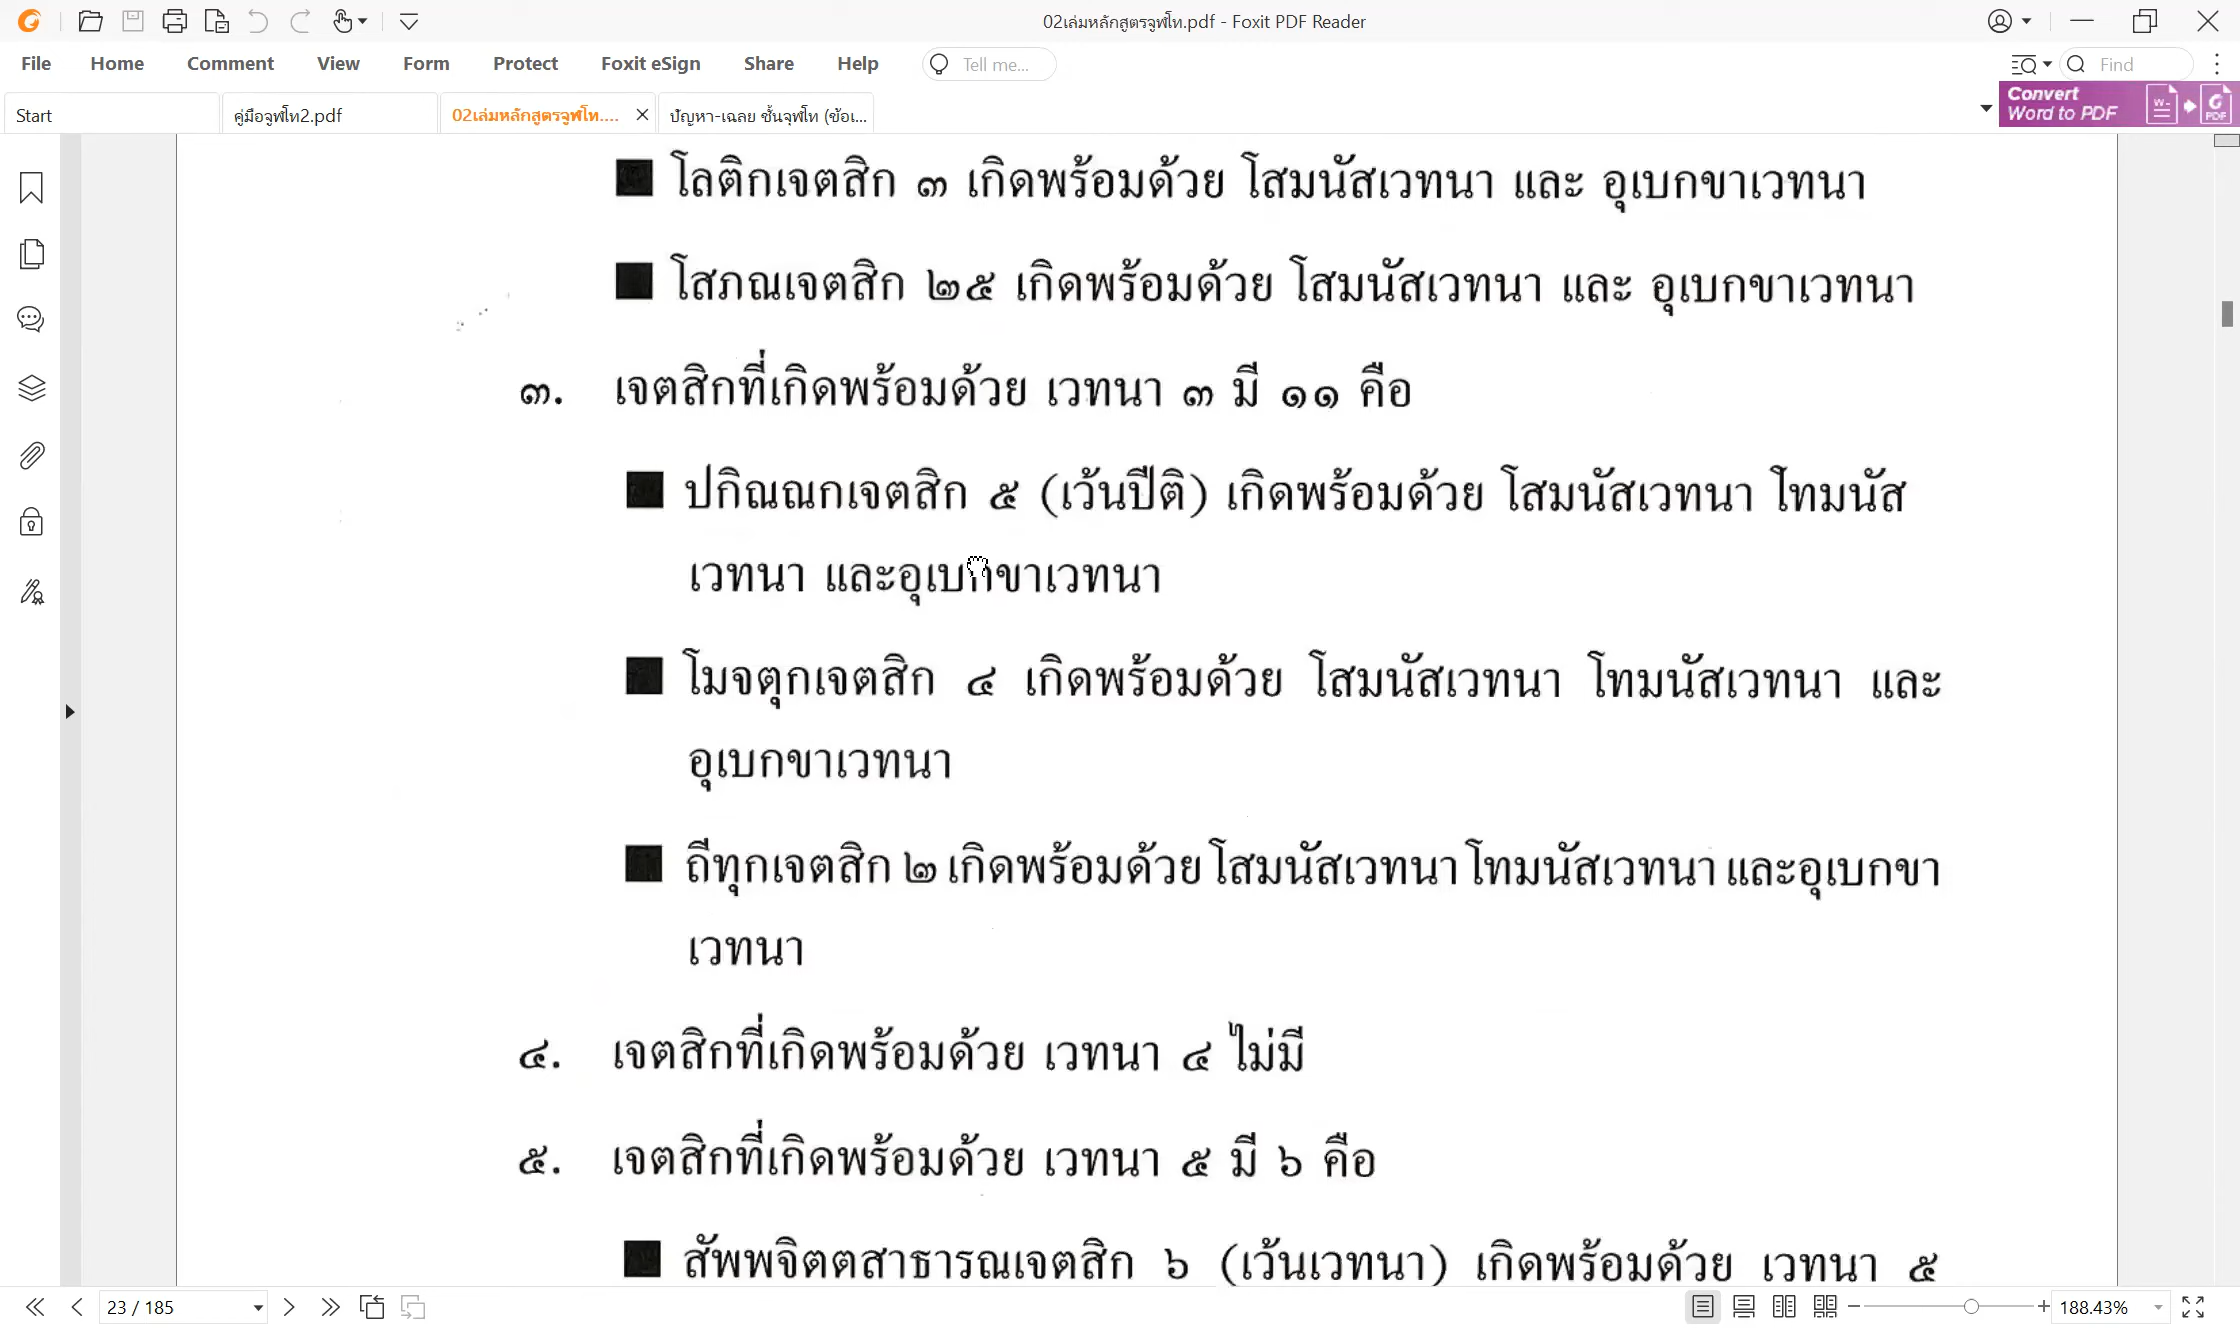 02เล่มหลักสูตรจูฬโท.pdf - Foxit PDF Reader
File Home Comment View Form Protect Foxit eSign Share Help Tell me... Find
Start คู่มือจูฬโท2.pdf 02เล่มหลักสูตรจูฬโท.... ปัญหา-เฉลย ชั้นจุฬโท (ข้อเ...
Convert
Word to PDF
■ โลติกเจตสิก ๓ เกิดพร้อมด้วย โสมนัสเวทนา และ อุเบกขาเวทนา
■ โสภณเจตสิก ๒๕ เกิดพร้อมด้วย โสมนัสเวทนา และ อุเบกขาเวทนา
๓. เจตสิกที่เกิดพร้อมด้วย เวทนา ๓ มี ๑๑ คือ
■ ปกิณณกเจตสิก ๕ (เว้นปีติ) เกิดพร้อมด้วย โสมนัสเวทนา โทมนัส
เวทนา และอุเบกขาเวทนา
■ โมจตุกเจตสิก ๔ เกิดพร้อมด้วย โสมนัสเวทนา โทมนัสเวทนา และ
อุเบกขาเวทนา
■ ถีทุกเจตสิก ๒ เกิดพร้อมด้วย โสมนัสเวทนา โทมนัสเวทนา และอุเบกขา
เวทนา
๔. เจตสิกที่เกิดพร้อมด้วย เวทนา ๔ ไม่มี
๕. เจตสิกที่เกิดพร้อมด้วย เวทนา ๕ มี ๖ คือ
■ สัพพจิตตสาธารณเจตสิก ๖ (เว้นเวทนา) เกิดพร้อมด้วย เวทนา ๕
23 / 185 188.43%